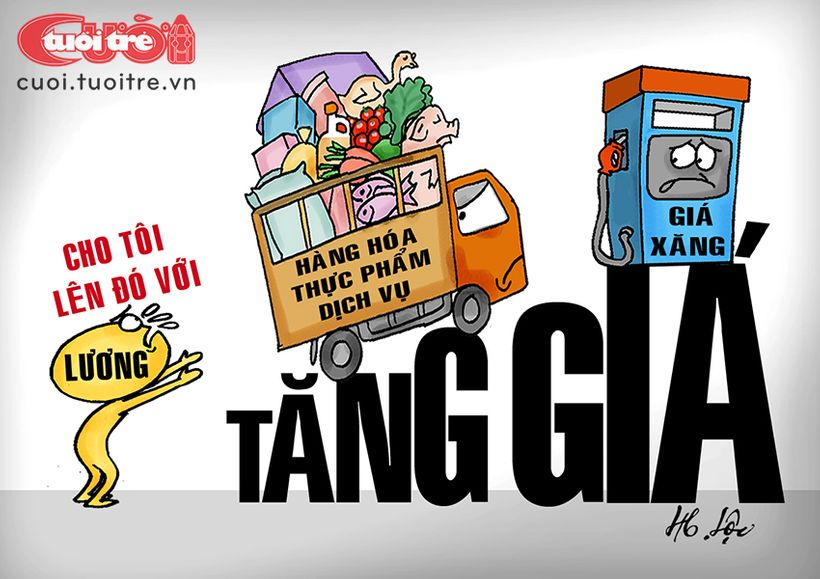 tuổi trẻ
CƯỜI
cuoi.tuoitre.vn
HÀNG HÓA
THỰC PHẨM
DỊCH VỤ
GIÁ
XĂNG
CHO TÔI
LÊN ĐÓ VỚI
LƯƠNG
TĂNG GIÁ